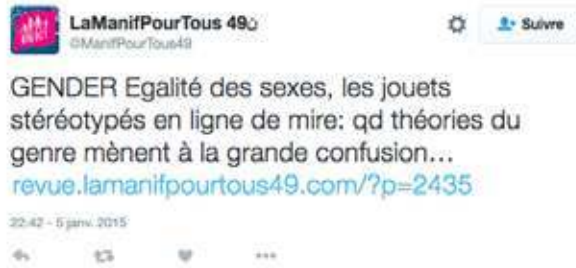 LaManifPourTous 49
@ManifPourTous49
Suivre
GENDER Egalité des sexes, les jouets
stéréotypés en ligne de mire: qd théories du
genre mènent à la grande confusion...
revue.lamanifpourtous49.com/?p=2435
22:42 - 5 janv. 2015